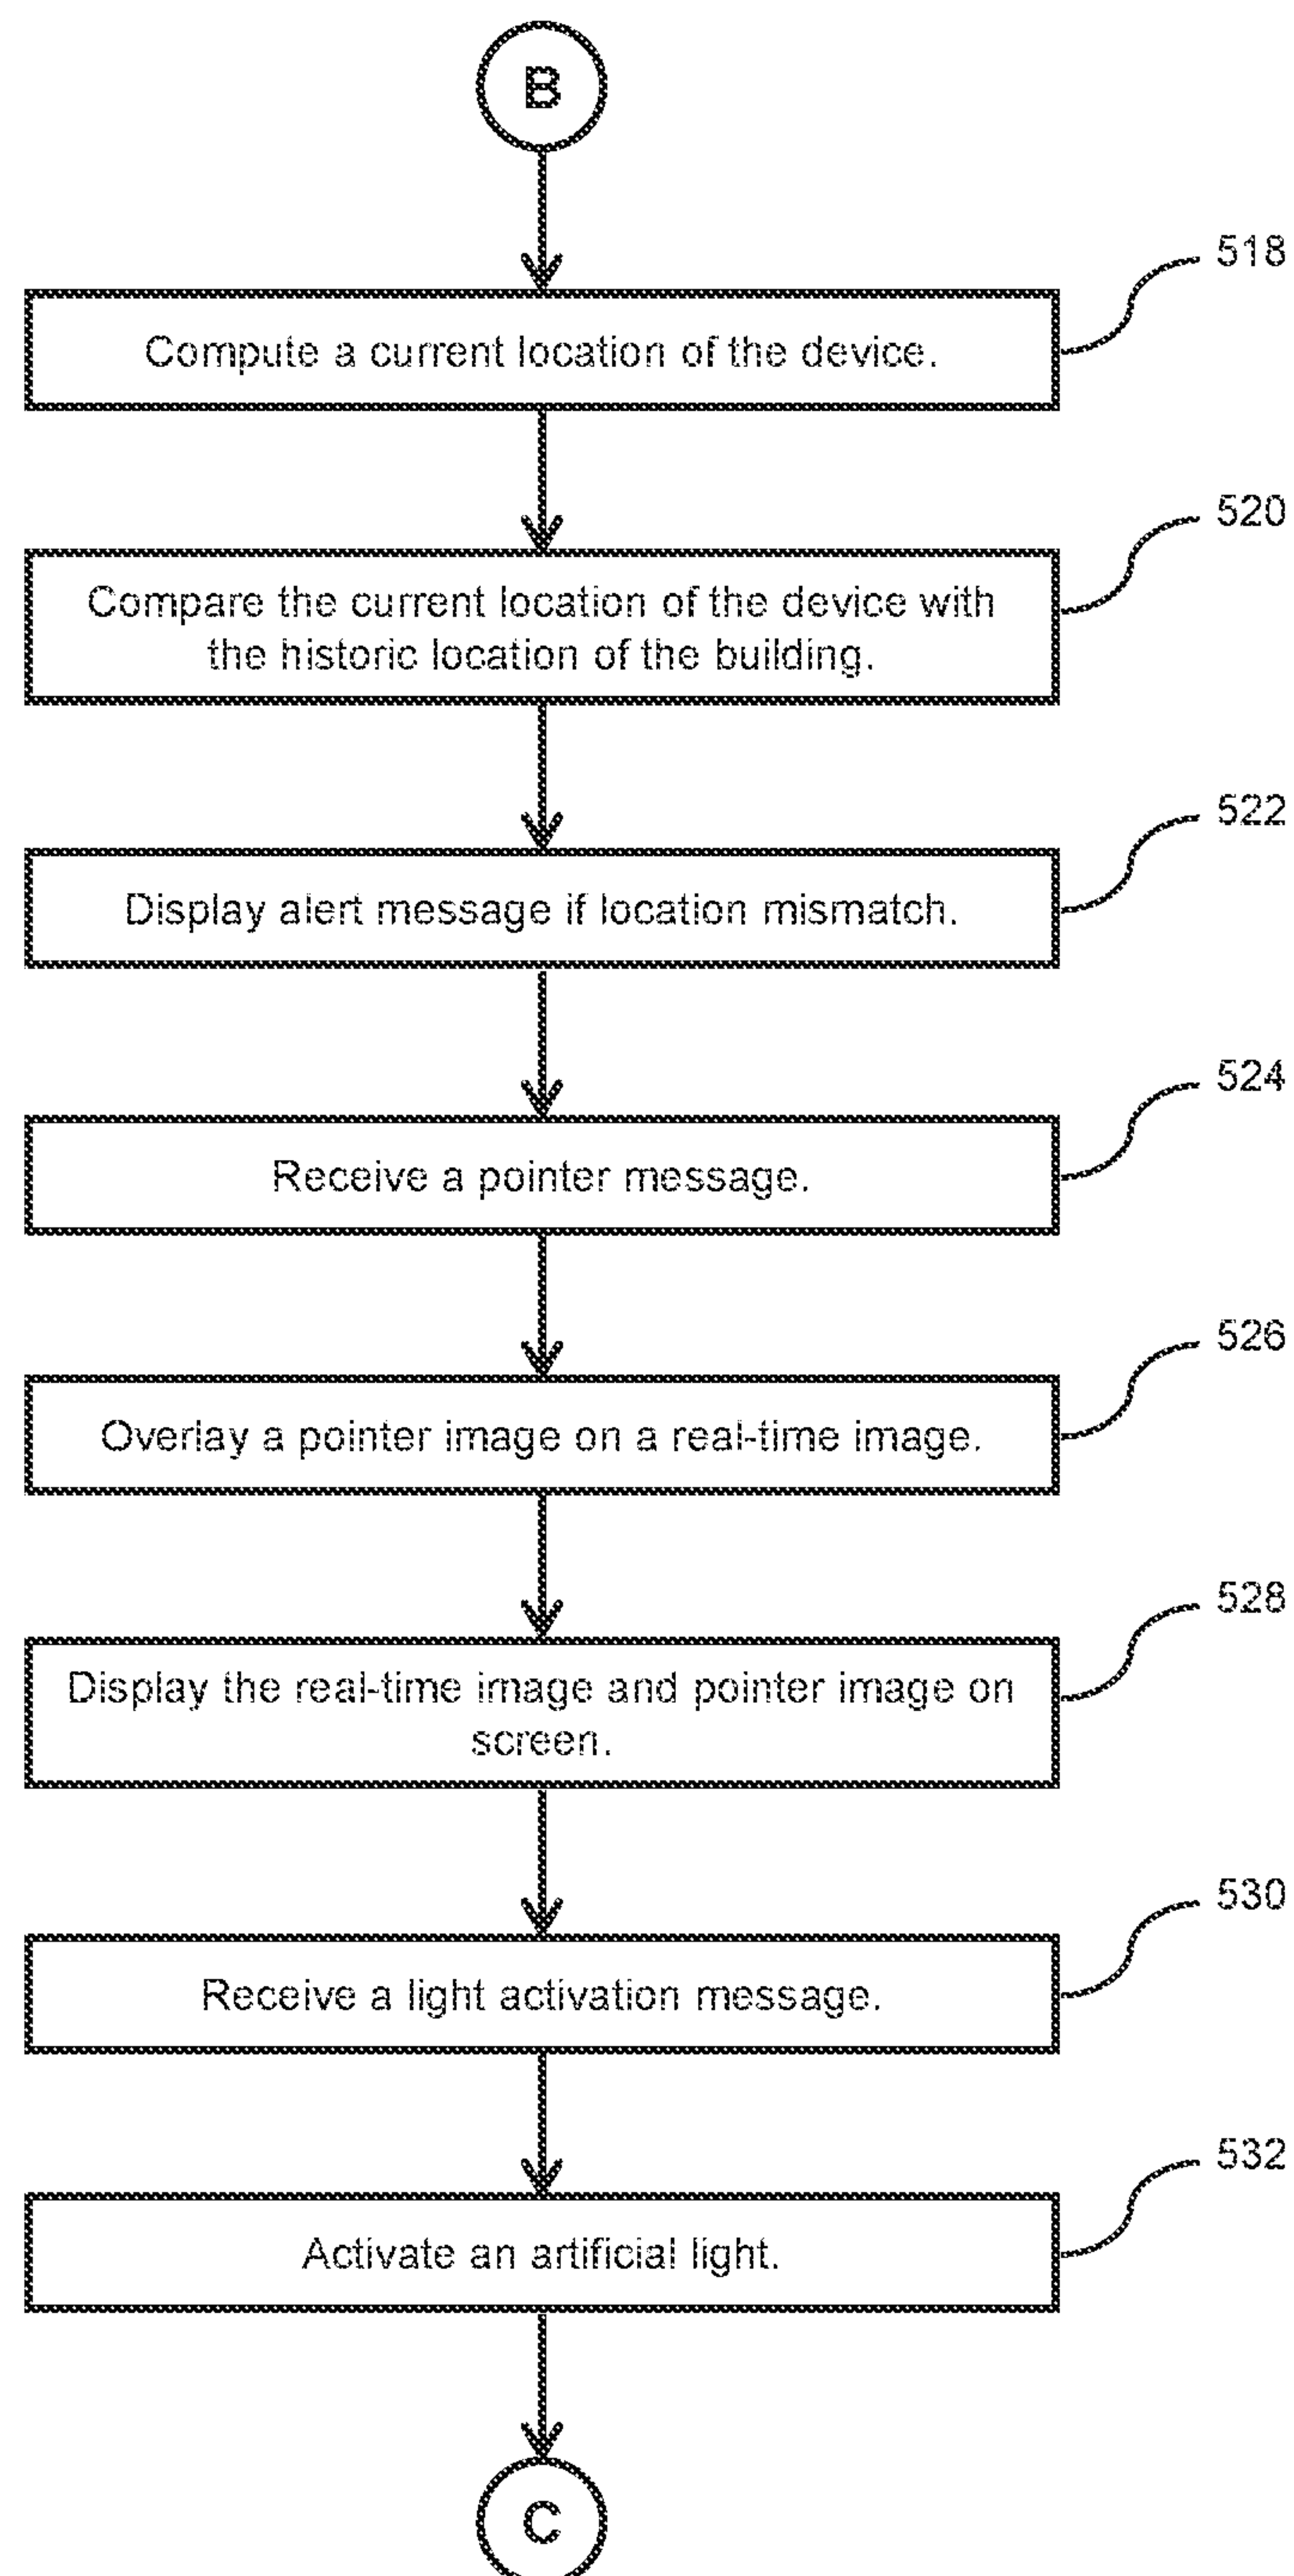 B
518
Compute a current location of the device.
520
Compare the current location of the device with
the historic location of the building.
522
Display alert message if location mismatch.
524
Receive a pointer message.
526
Overlay a pointer image on a real-time image.
528
Display the real-time image and pointer image on
screen.
530
Receive a light activation message.
532
Activate an artificial light.
C